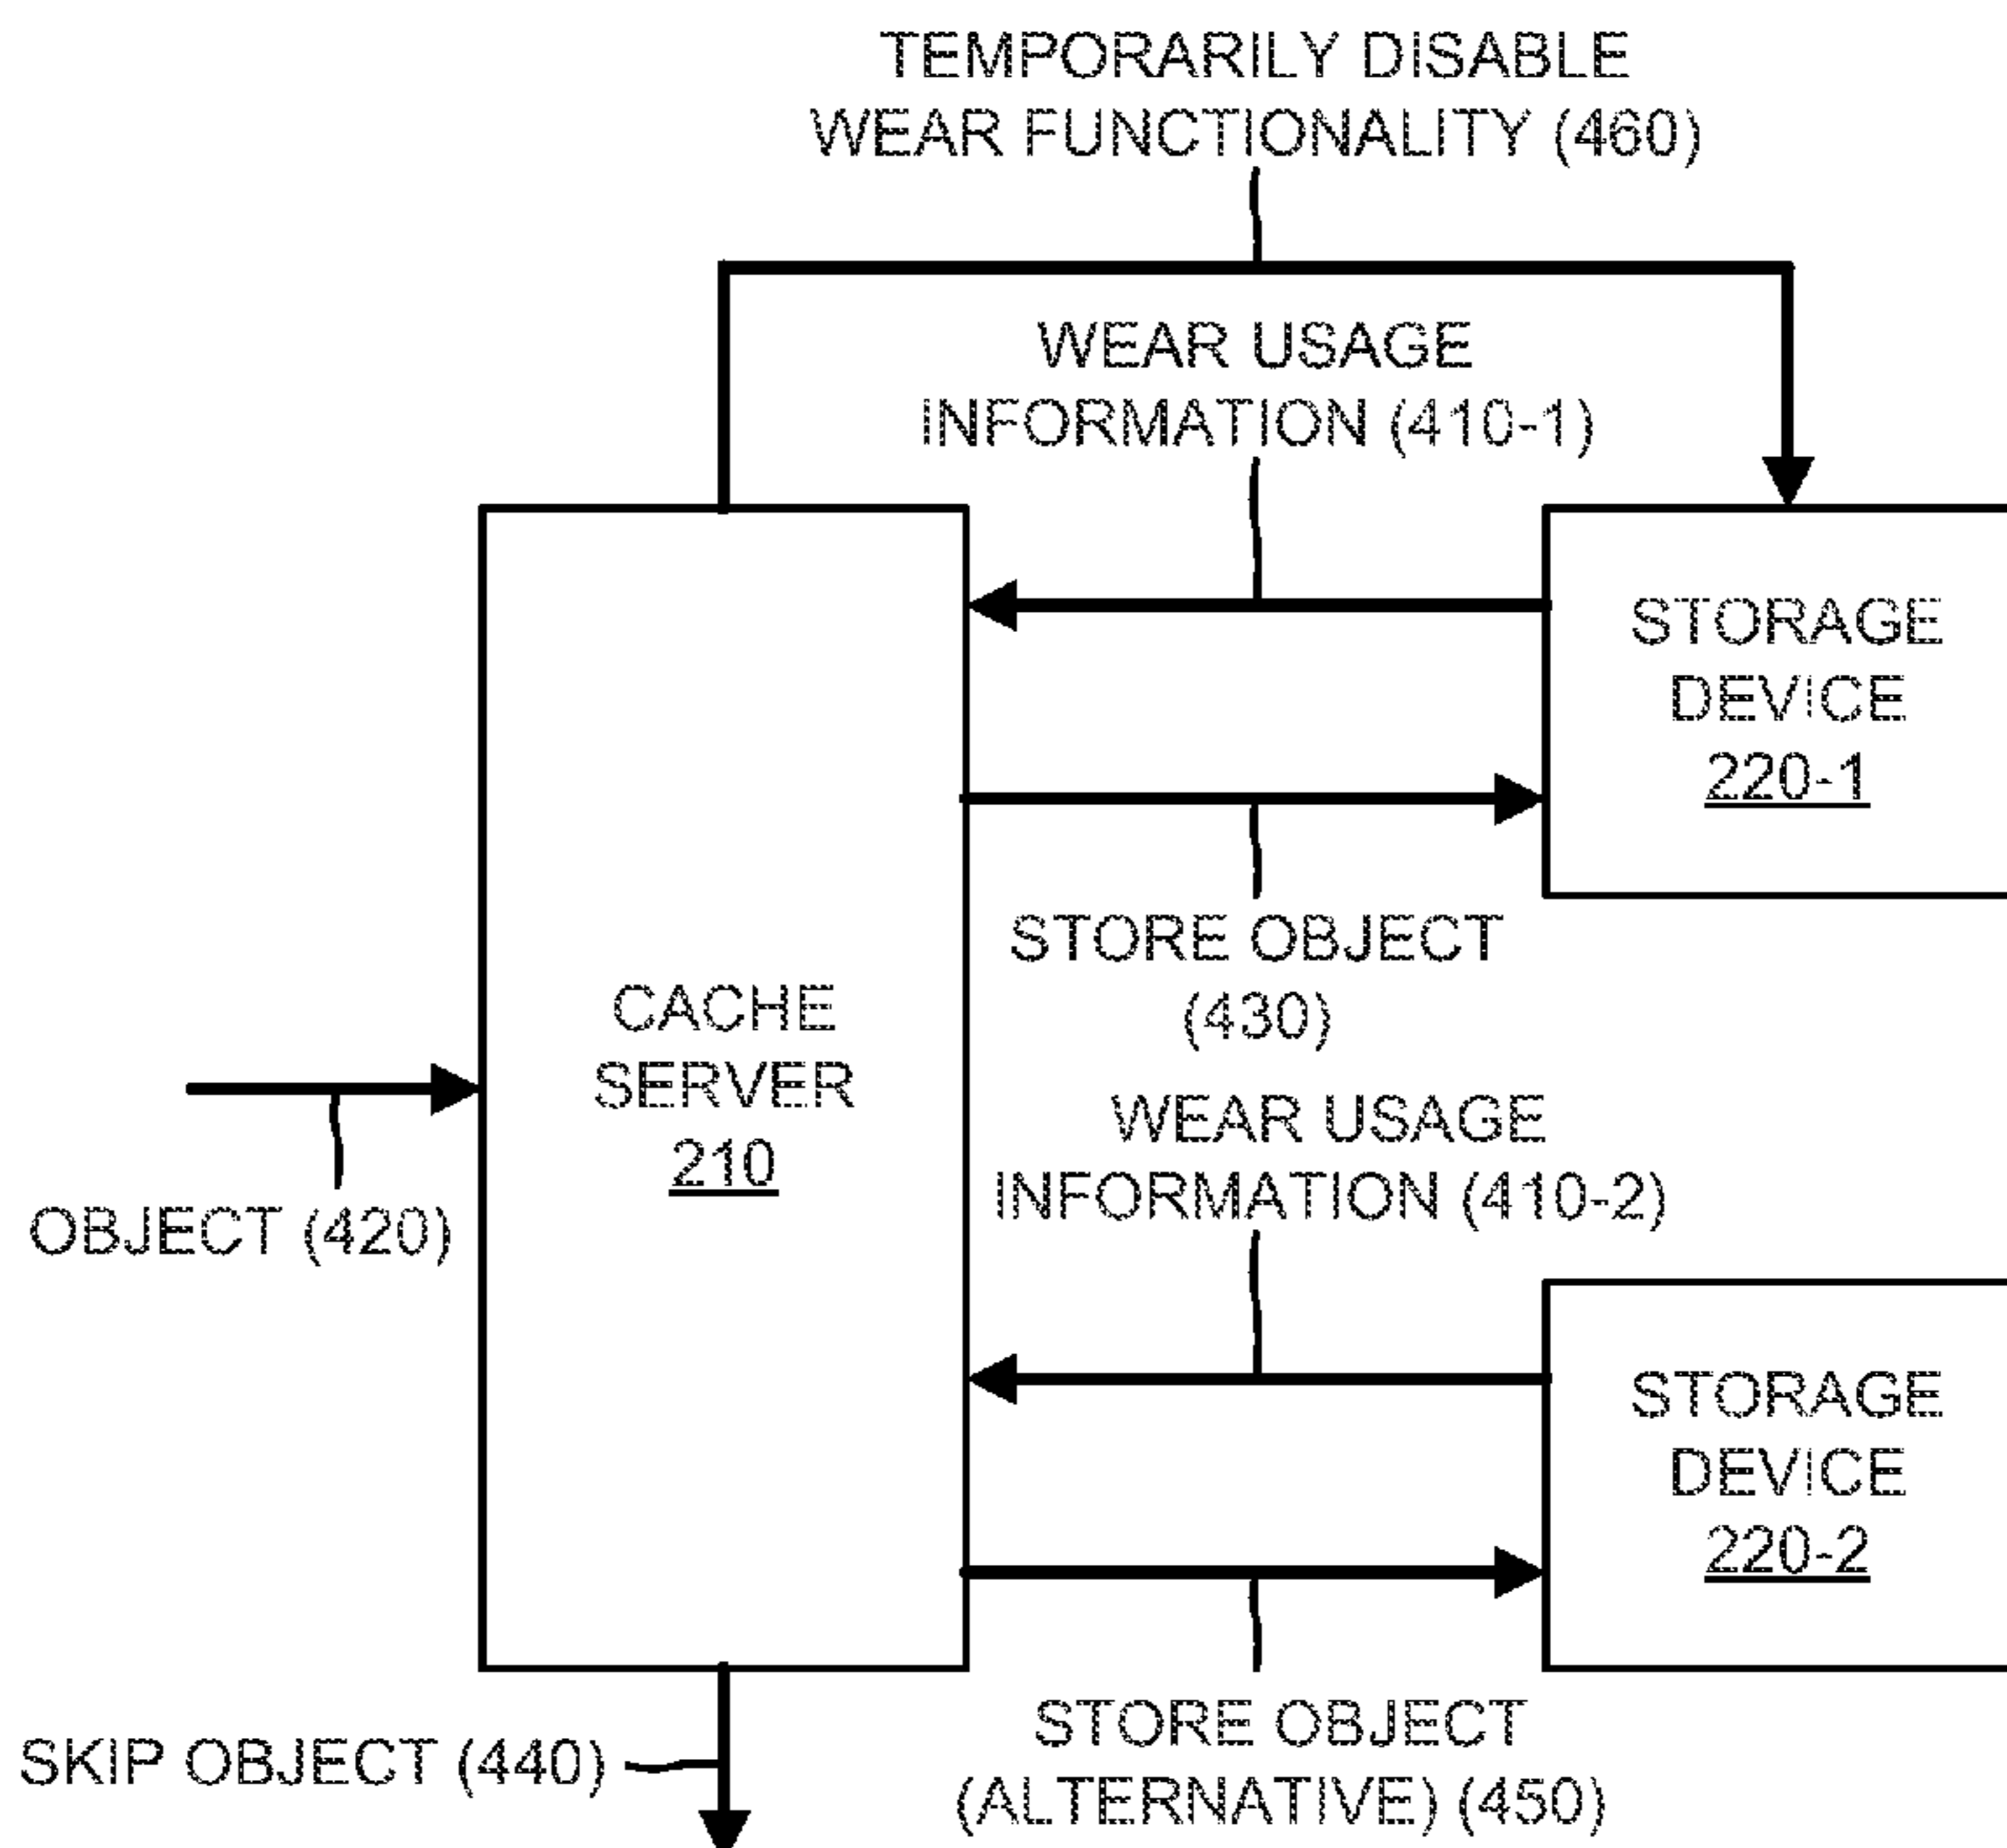 TEMPORARILY DISABLE
WEAR FUNCTIONALITY (460)
WEAR USAGE
INFORMATION (410-1)
STORAGE
DEVICE
220-1
STORE OBJECT
(430)
CACHE
SERVER
210
OBJECT (420)
WEAR USAGE
INFORMATION (410-2)
STORAGE
DEVICE
220-2
SKIP OBJECT (440)
STORE OBJECT
(ALTERNATIVE) (450)